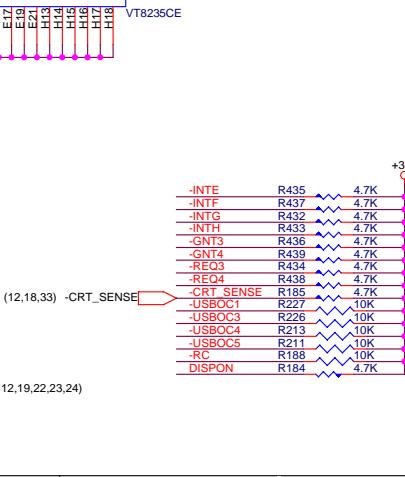 E17
E19
E21
H13
H14
H15
H16
H17
H18
VT8235CE
+3
-INTE R435 4.7K
-INTF R437 4.7K
-INTG R432 4.7K
-INTH R433 4.7K
-GNT3 R436 4.7K
-GNT4 R439 4.7K
-REQ3 R434 4.7K
-REQ4 R438 4.7K
(12,18,33) -CRT_SENSE
-CRT_SENSE R185 4.7K
-USBOC1 R227 10K
-USBOC3 R226 10K
-USBOC4 R213 10K
-USBOC5 R211 10K
-RC R188 10K
DISPON R184 4.7K
12,19,22,23,24)